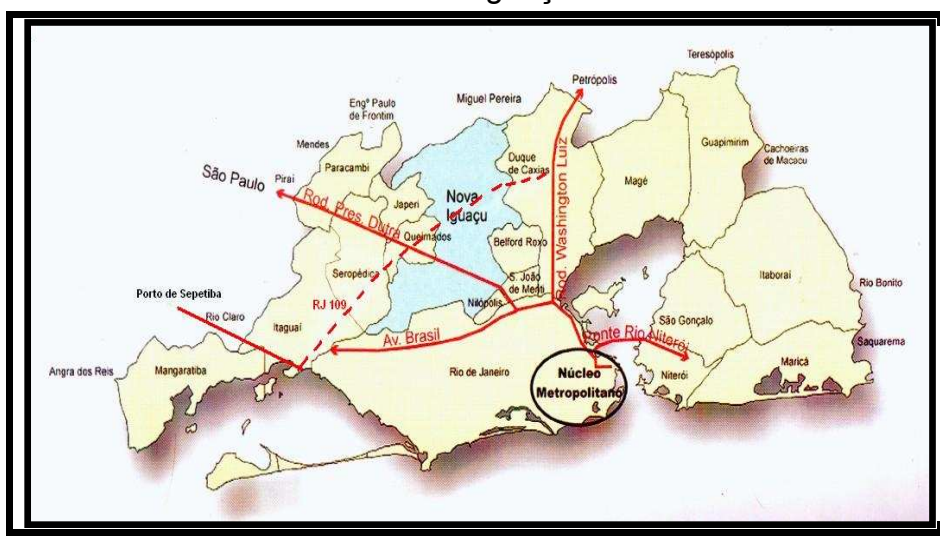 Teresópolis
Petrópolis
Miguel Pereira
Engº Paulo
de Frontim
Mendes
Guapimirim
Cachoeiras
de Macacu
São Paulo
Piraí
Paracambi
Duque
de Caxias
Magé
Rod. Washington Luiz
Japeri
Nova
Iguaçu
Rod. Pres. Dutra
Queimados
Belford Roxo
Seropédica
S. João
de Meriti
Itaboraí
Rio Bonito
Porto de Sepetiba
RJ 109
Nilópolis
Rio Claro
Itaguaí
São Gonçalo
Av. Brasil
Ponte Rio Niterói
Saquarema
Angra dos Reis
Mangaratiba
Rio de Janeiro
Núcleo
Metropolitano
Niterói
Maricá